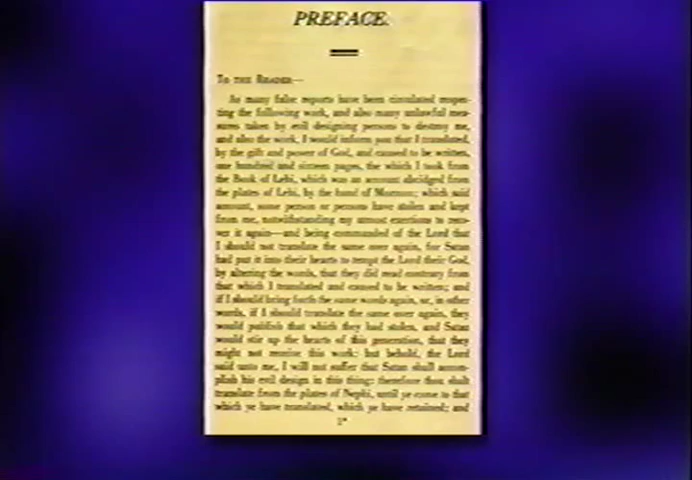 PREFACE.
To the Reader—
As many false reports have been circulated respec-
ting the following work, and also many unlawful mea-
sures taken by evil designing persons to destroy me,
and also the work, I would inform you that I translated,
by the gift and power of God, and caused to be written,
one hundred and sixteen pages, the which I took from
the Book of Lehi, which was an account abridged from
the plates of Lehi, by the hand of Mormon; which said
account, some person or persons have stolen and kept
from me, notwithstanding my utmost exertions to reco-
ver it again—and being commanded of the Lord that
I should not translate the same over again, for Satan
had put it into their hearts to tempt the Lord their God,
by altering the words, that they did read contrary from
that which I translated and caused to be written; and
if I should bring forth the same words again, or, in other
words, if I should translate the same over again, they
would publish that which they had stolen, and Satan
would stir up the hearts of this generation, that they
might not receive this work: but behold, the Lord
said unto me, I will not suffer that Satan shall accom-
plish his evil design in this thing: therefore thou shalt
translate from the plates of Nephi, until ye come to that
which ye have translated, which ye have retained; and
1*